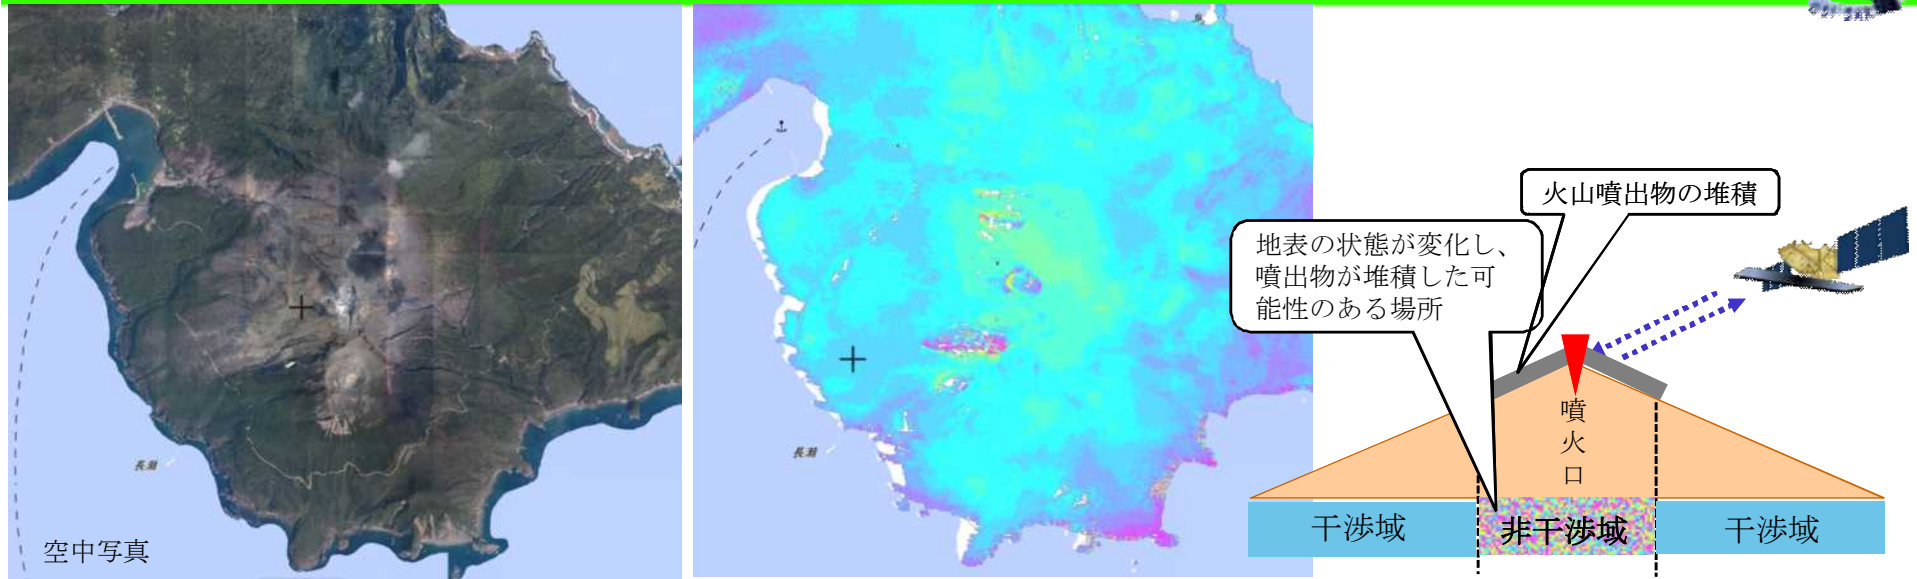 空中写真
長瀬
長瀬
火山噴出物の堆積
地表の状態が変化し、
噴出物が堆積した可
能性のある場所
噴火口
干渉域
非干渉域
干渉域